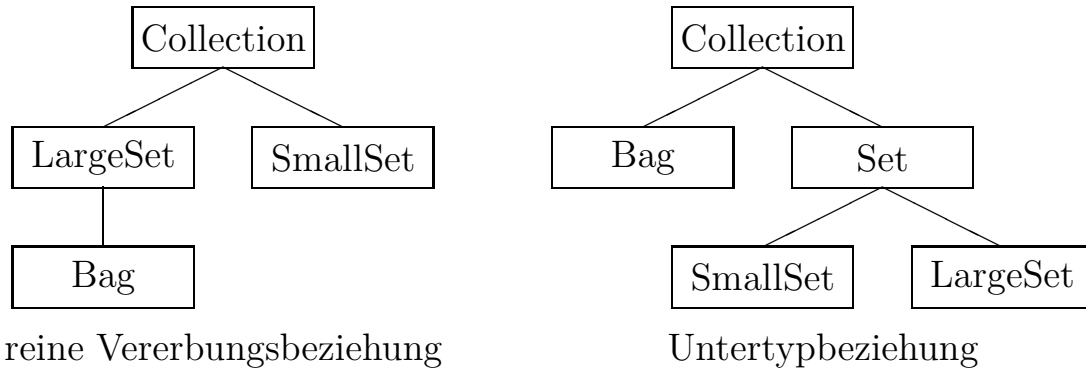 Collection
LargeSet
SmallSet
Bag
reine Vererbungsbeziehung
Collection
Bag
Set
SmallSet
LargeSet
Untertypbeziehung